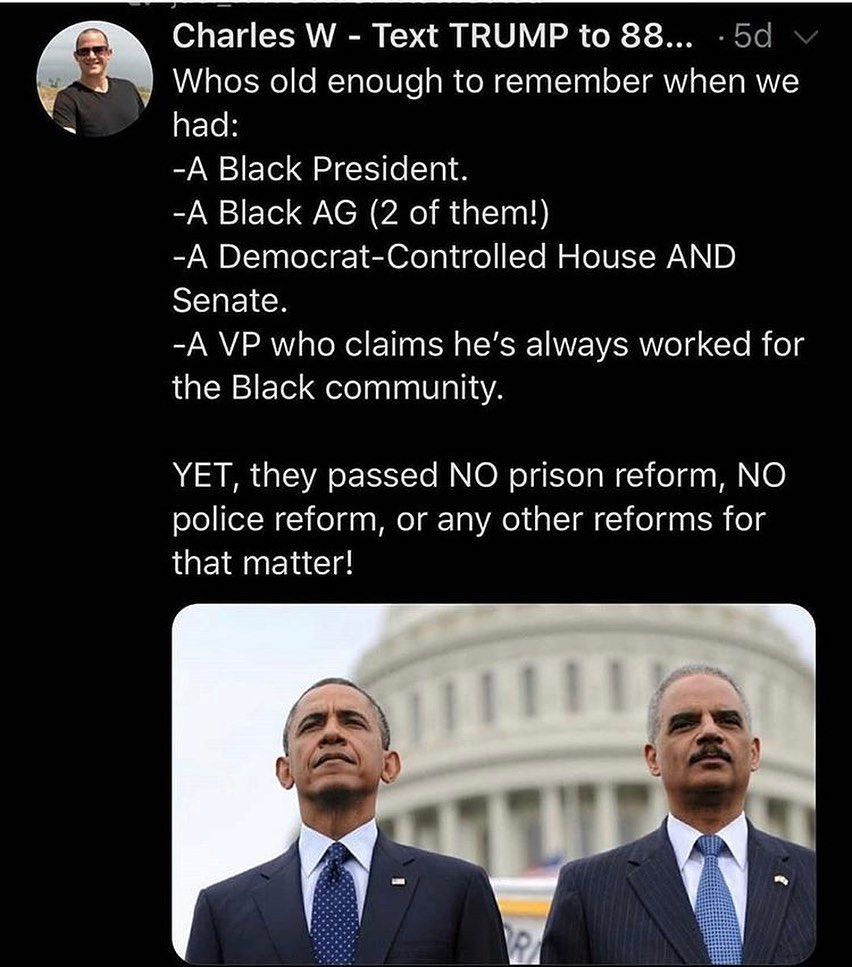 Charles W - Text TRUMP to 88... · 5d
Whos old enough to remember when we
had:
-A Black President.
-A Black AG (2 of them!)
-A Democrat-Controlled House AND
Senate.
-A VP who claims he’s always worked for
the Black community.
YET, they passed NO prison reform, NO
police reform, or any other reforms for
that matter!